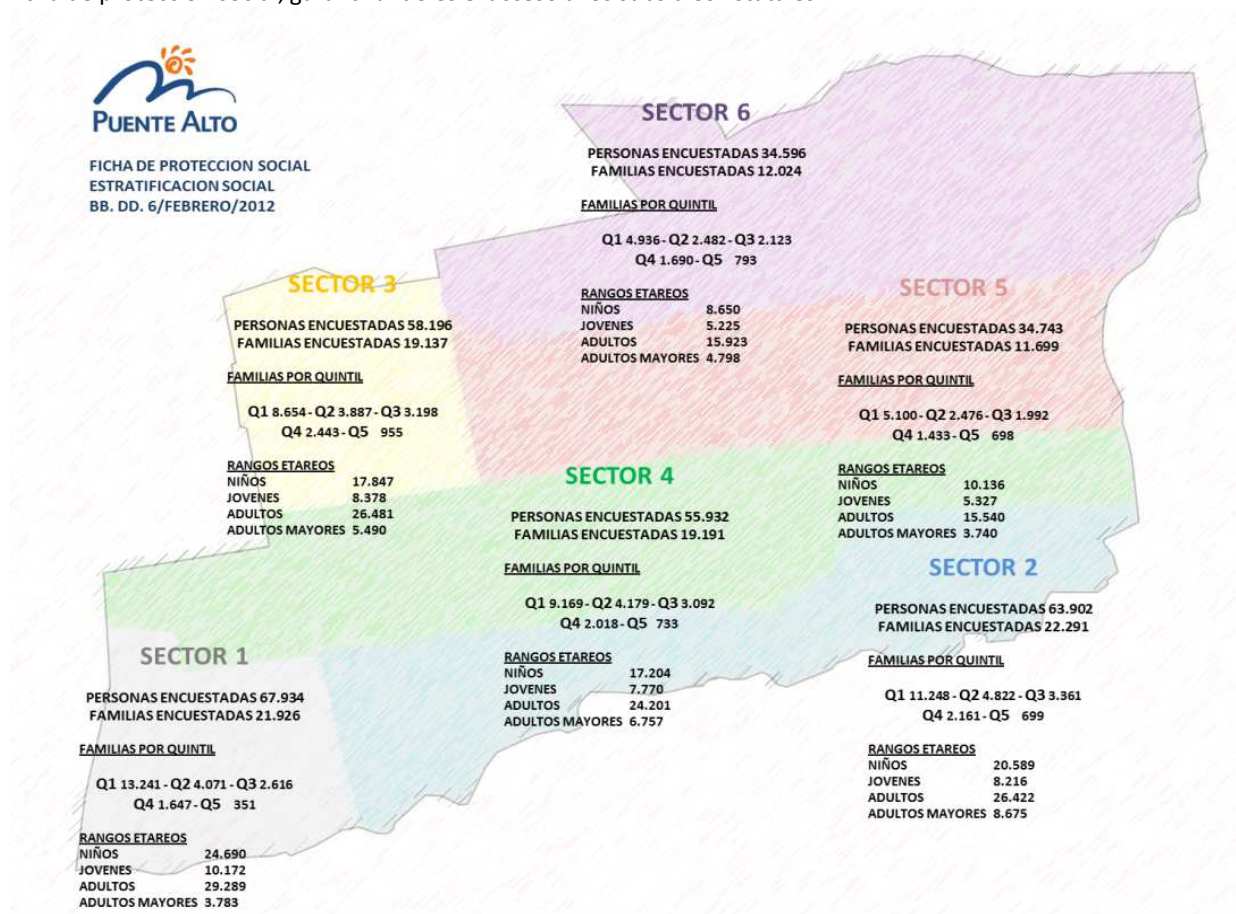 PUENTE ALTO
FICHA DE PROTECCION SOCIAL
ESTRATIFICACION SOCIAL
BB. DD. 6/FEBRERO/2012
SECTOR 6
PERSONAS ENCUESTADAS 34.596
FAMILIAS ENCUESTADAS 12.024
FAMILIAS POR QUINTIL
Q1 4.936 - Q2 2.482 - Q3 2.123
Q4 1.690 - Q5 793
RANGOS ETAREOS
NIÑOS 8.650
JOVENES 5.225
ADULTOS 15.923
ADULTOS MAYORES 4.798
SECTOR 3
PERSONAS ENCUESTADAS 58.196
FAMILIAS ENCUESTADAS 19.137
FAMILIAS POR QUINTIL
Q1 8.654 - Q2 3.887 - Q3 3.198
Q4 2.443 - Q5 955
RANGOS ETAREOS
NIÑOS 17.847
JOVENES 8.378
ADULTOS 26.481
ADULTOS MAYORES 5.490
SECTOR 5
PERSONAS ENCUESTADAS 34.743
FAMILIAS ENCUESTADAS 11.699
FAMILIAS POR QUINTIL
Q1 5.100 - Q2 2.476 - Q3 1.992
Q4 1.433 - Q5 698
RANGOS ETAREOS
NIÑOS 10.136
JOVENES 5.327
ADULTOS 15.540
ADULTOS MAYORES 3.740
SECTOR 4
PERSONAS ENCUESTADAS 55.932
FAMILIAS ENCUESTADAS 19.191
FAMILIAS POR QUINTIL
Q1 9.169 - Q2 4.179 - Q3 3.092
Q4 2.018 - Q5 733
RANGOS ETAREOS
NIÑOS 17.204
JOVENES 7.770
ADULTOS 24.201
ADULTOS MAYORES 6.757
SECTOR 2
PERSONAS ENCUESTADAS 63.902
FAMILIAS ENCUESTADAS 22.291
FAMILIAS POR QUINTIL
Q1 11.248 - Q2 4.822 - Q3 3.361
Q4 2.161 - Q5 699
RANGOS ETAREOS
NIÑOS 20.589
JOVENES 8.216
ADULTOS 26.422
ADULTOS MAYORES 8.675
SECTOR 1
PERSONAS ENCUESTADAS 67.934
FAMILIAS ENCUESTADAS 21.926
FAMILIAS POR QUINTIL
Q1 13.241 - Q2 4.071 - Q3 2.616
Q4 1.647 - Q5 351
RANGOS ETAREOS
NIÑOS 24.690
JOVENES 10.172
ADULTOS 29.289
ADULTOS MAYORES 3.783